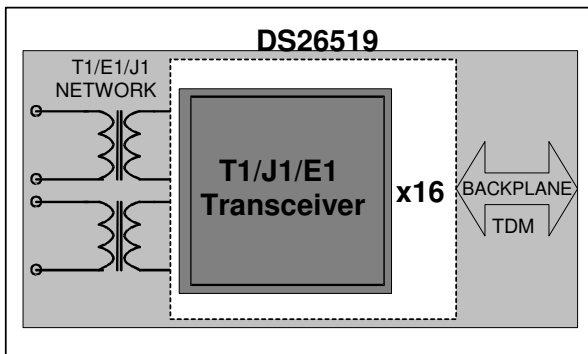 DS26519
T1/E1/J1
NETWORK
T1/J1/E1
Transceiver
x16
BACKPLANE
TDM